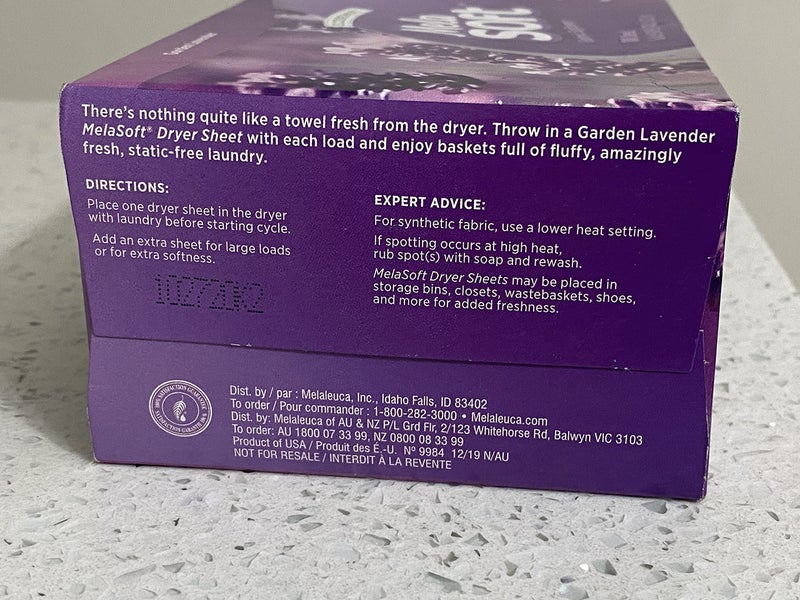 Mela
soft
There's nothing quite like a towel fresh from the dryer. Throw in a Garden Lavender
MelaSoft® Dryer Sheet with each load and enjoy baskets full of fluffy, amazingly
fresh, static-free laundry.
DIRECTIONS:
Place one dryer sheet in the dryer
with laundry before starting cycle.
Add an extra sheet for large loads
or for extra softness.
102720K2
EXPERT ADVICE:
For synthetic fabric, use a lower heat setting.
If spotting occurs at high heat,
rub spot(s) with soap and rewash.
MelaSoft Dryer Sheets may be placed in
storage bins, closets, wastebaskets, shoes,
and more for added freshness.
100% SATISFACTION GUARANTEE
SATISFACTION GARANTIE
Dist. by / par : Melaleuca, Inc., Idaho Falls, ID 83402
To order / Pour commander : 1-800-282-3000 • Melaleuca.com
Dist. by: Melaleuca of AU & NZ P/L Grd Flr, 2/123 Whitehorse Rd, Balwyn VIC 3103
To order: AU 1800 07 33 99, NZ 0800 08 33 99
Product of USA / Produit des É.-U. Nº 9984 12/19 N/AU
NOT FOR RESALE / INTERDIT À LA REVENTE